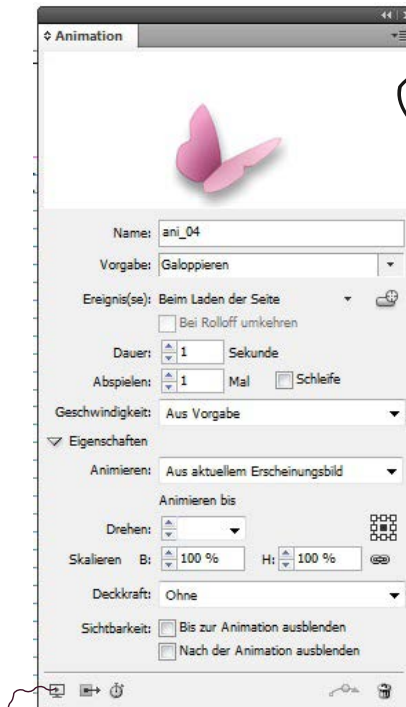 Animation
Name: ani_04
Vorgabe: Galoppieren
Ereignis(se): Beim Laden der Seite
Bei Rolloff umkehren
Dauer: 1 Sekunde
Abspielen: 1 Mal Schleife
Geschwindigkeit: Aus Vorgabe
Eigenschaften
Animieren: Aus aktuellem Erscheinungsbild
Animieren bis
Drehen:
Skalieren B: 100 % H: 100 %
Deckkraft: Ohne
Sichtbarkeit: Bis zur Animation ausblenden
Nach der Animation ausblenden